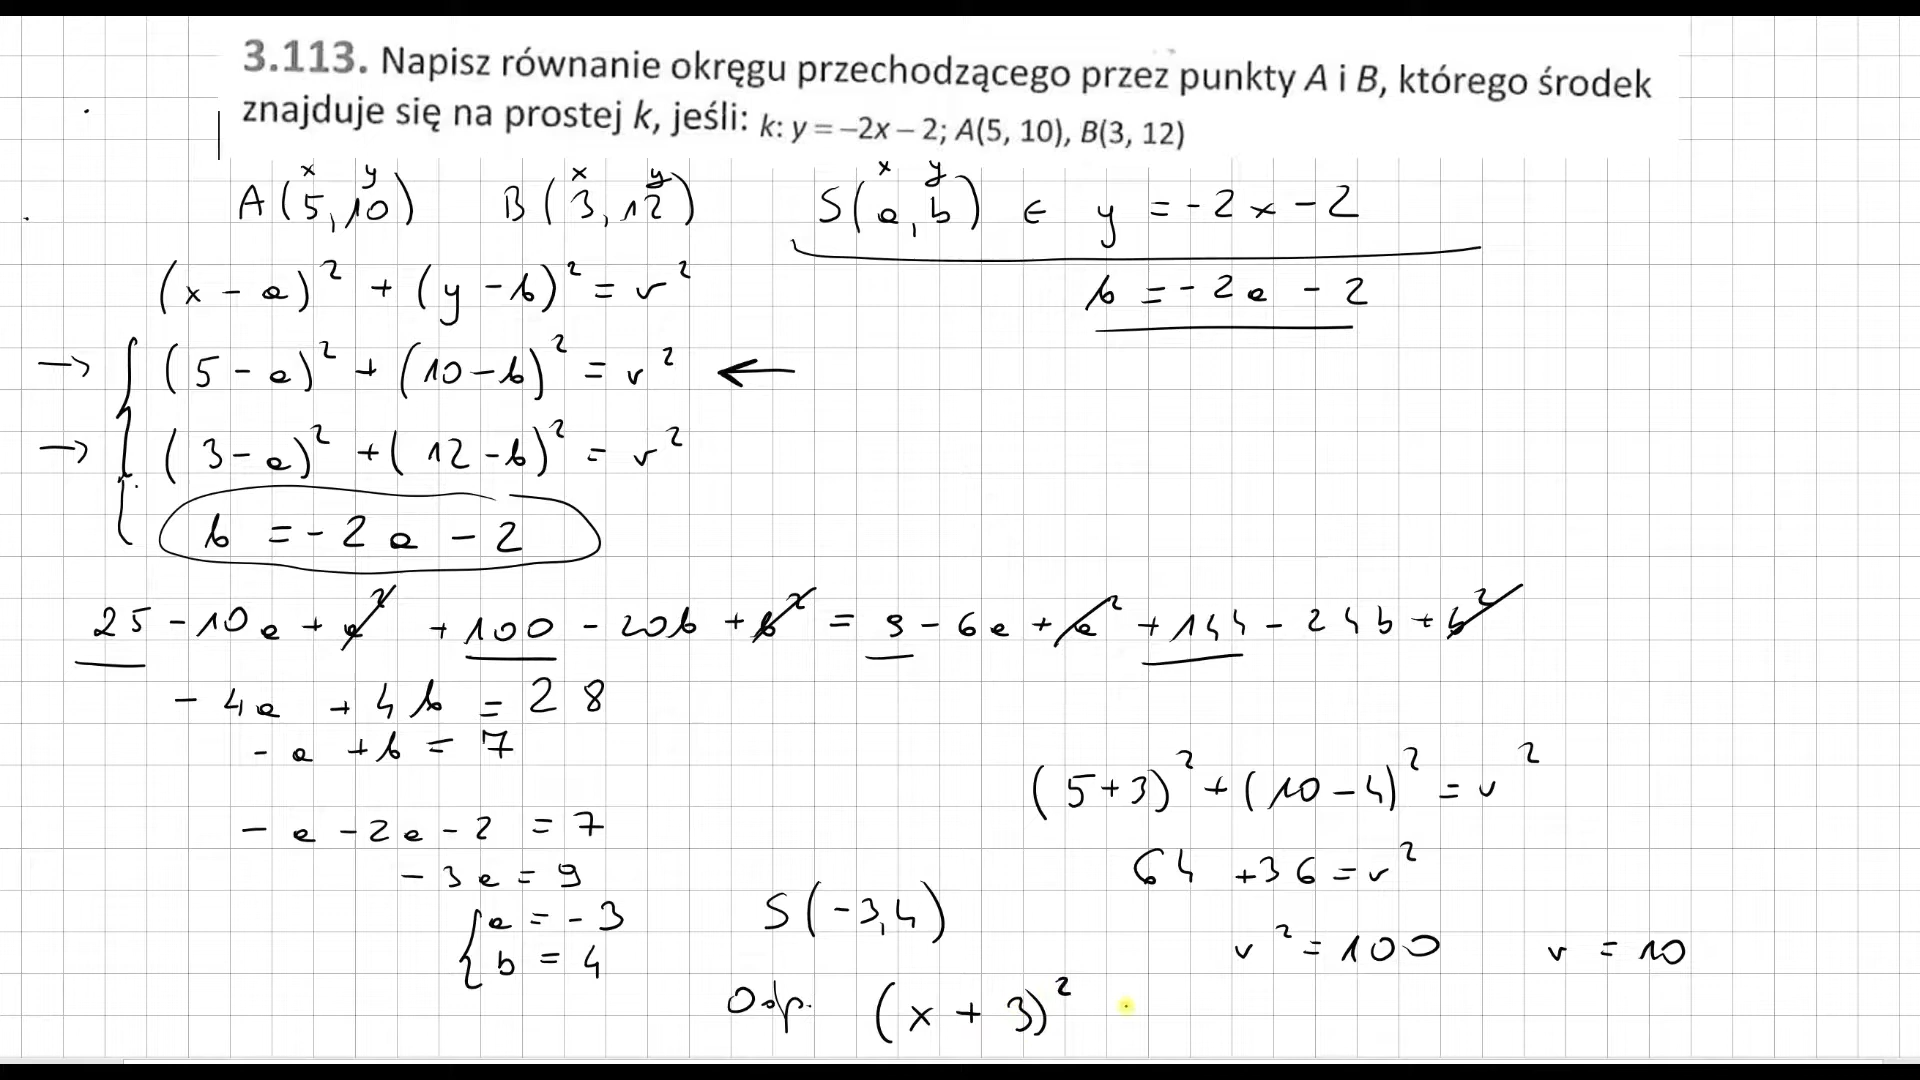 3.113. Napisz równanie okręgu przechodzącego przez punkty A i B, którego środek
znajduje się na prostej k, jeśli: k: y = –2x – 2; A(5, 10), B(3, 12)
x y x y x y
A(5,10) B(3,12) S(a,b) ∈ y = -2x - 2
(x - a)² + (y - b)² = r² b = -2a - 2
→ (5 - a)² + (10 - b)² = r² ←
→ (3 - a)² + (12 - b)² = r²
b = -2a - 2
25 - 10a + a² + 100 - 20b + b² = 9 - 6a + a² + 144 - 24b + b²
- 4a + 4b = 28
- a + b = 7
(5+3)² + (10-4)² = r²
- a - 2a - 2 = 7
64 + 36 = r²
- 3a = 9
a = -3
S(-3,4)
r² = 100 r = 10
b = 4
Odp. (x + 3)²